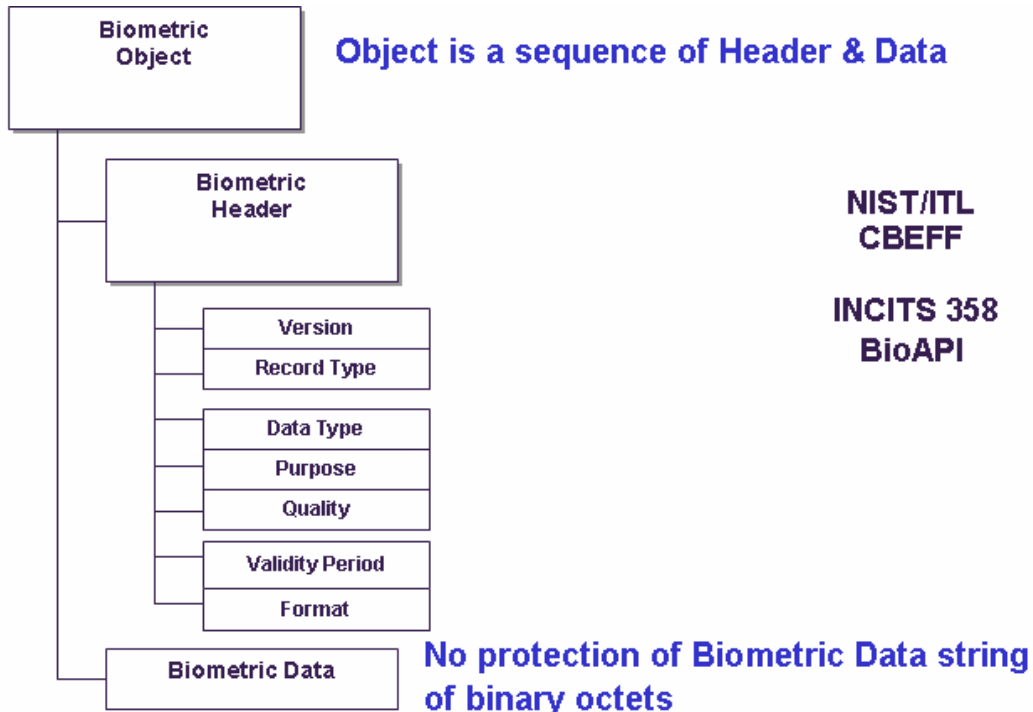 Biometric
Object
Object is a sequence of Header & Data
Biometric
Header
NIST/ITL
CBEFF
INCITS 358
BioAPI
Version
Record Type
Data Type
Purpose
Quality
Validity Period
Format
Biometric Data
No protection of Biometric Data string
of binary octets